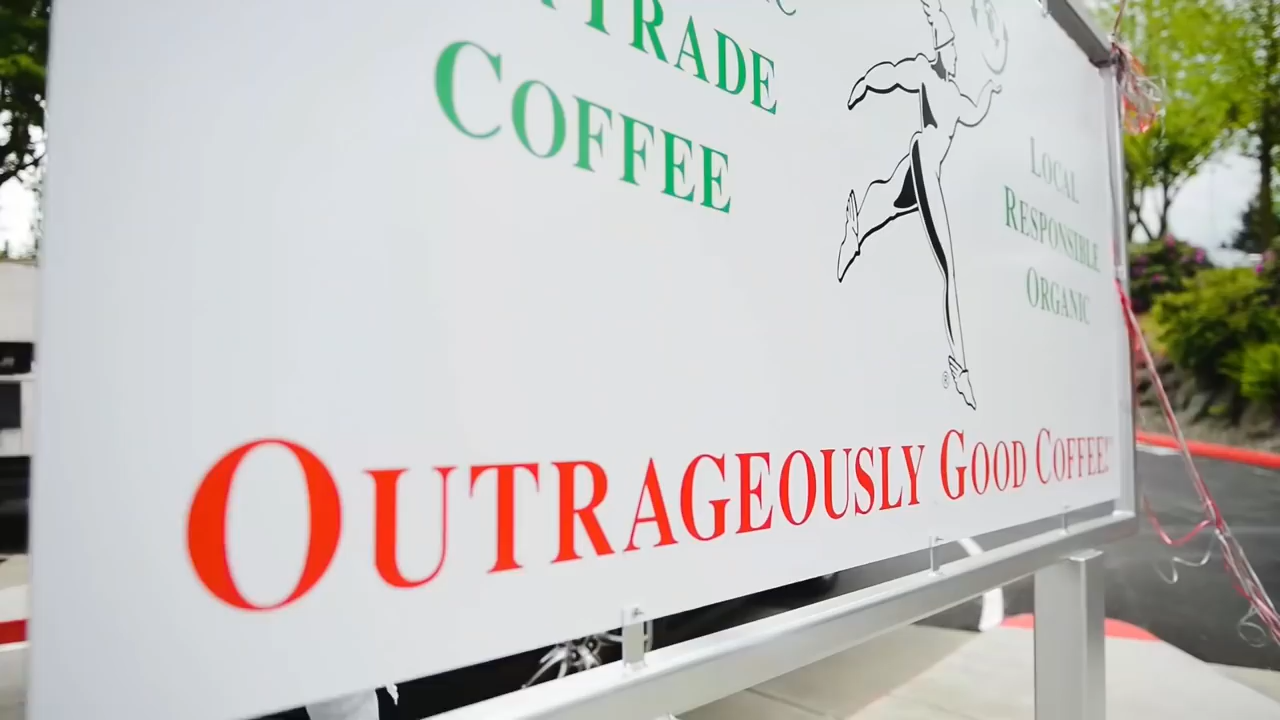 TRADE
COFFEE
LOCAL
RESPONSIBLE
ORGANIC
®
OUTRAGEOUSLY GOOD COFFEE!